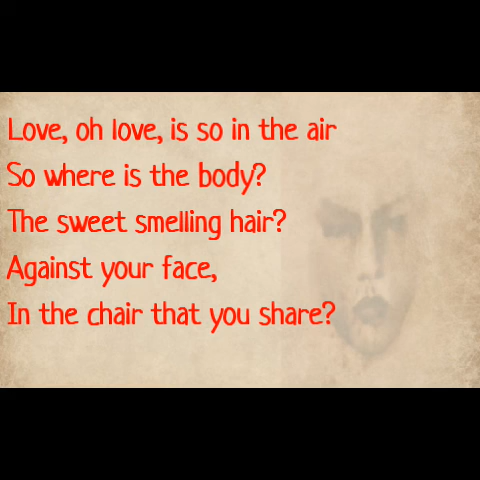 Love, oh love, is so in the air
So where is the body?
The sweet smelling hair?
Against your face,
In the chair that you share?